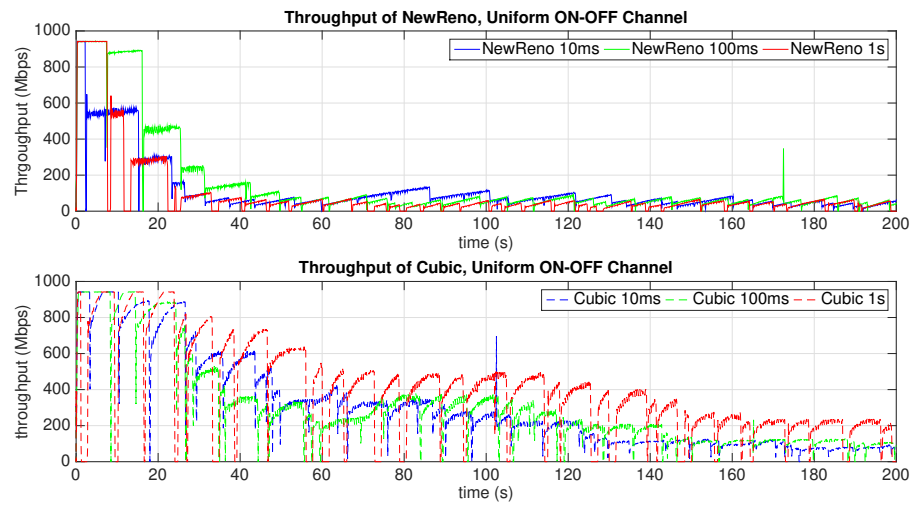 Throughput of NewReno, Uniform ON-OFF Channel
Thrgoughput (Mbps)
1000
800
600
400
200
0
NewReno 10ms NewReno 100ms NewReno 1s
0 20 40 60 80 100 120 140 160 180 200
time (s)
Throughput of Cubic, Uniform ON-OFF Channel
throughput (Mbps)
1000
800
600
400
200
0
Cubic 10ms Cubic 100ms Cubic 1s
0 20 40 60 80 100 120 140 160 180 200
time (s)